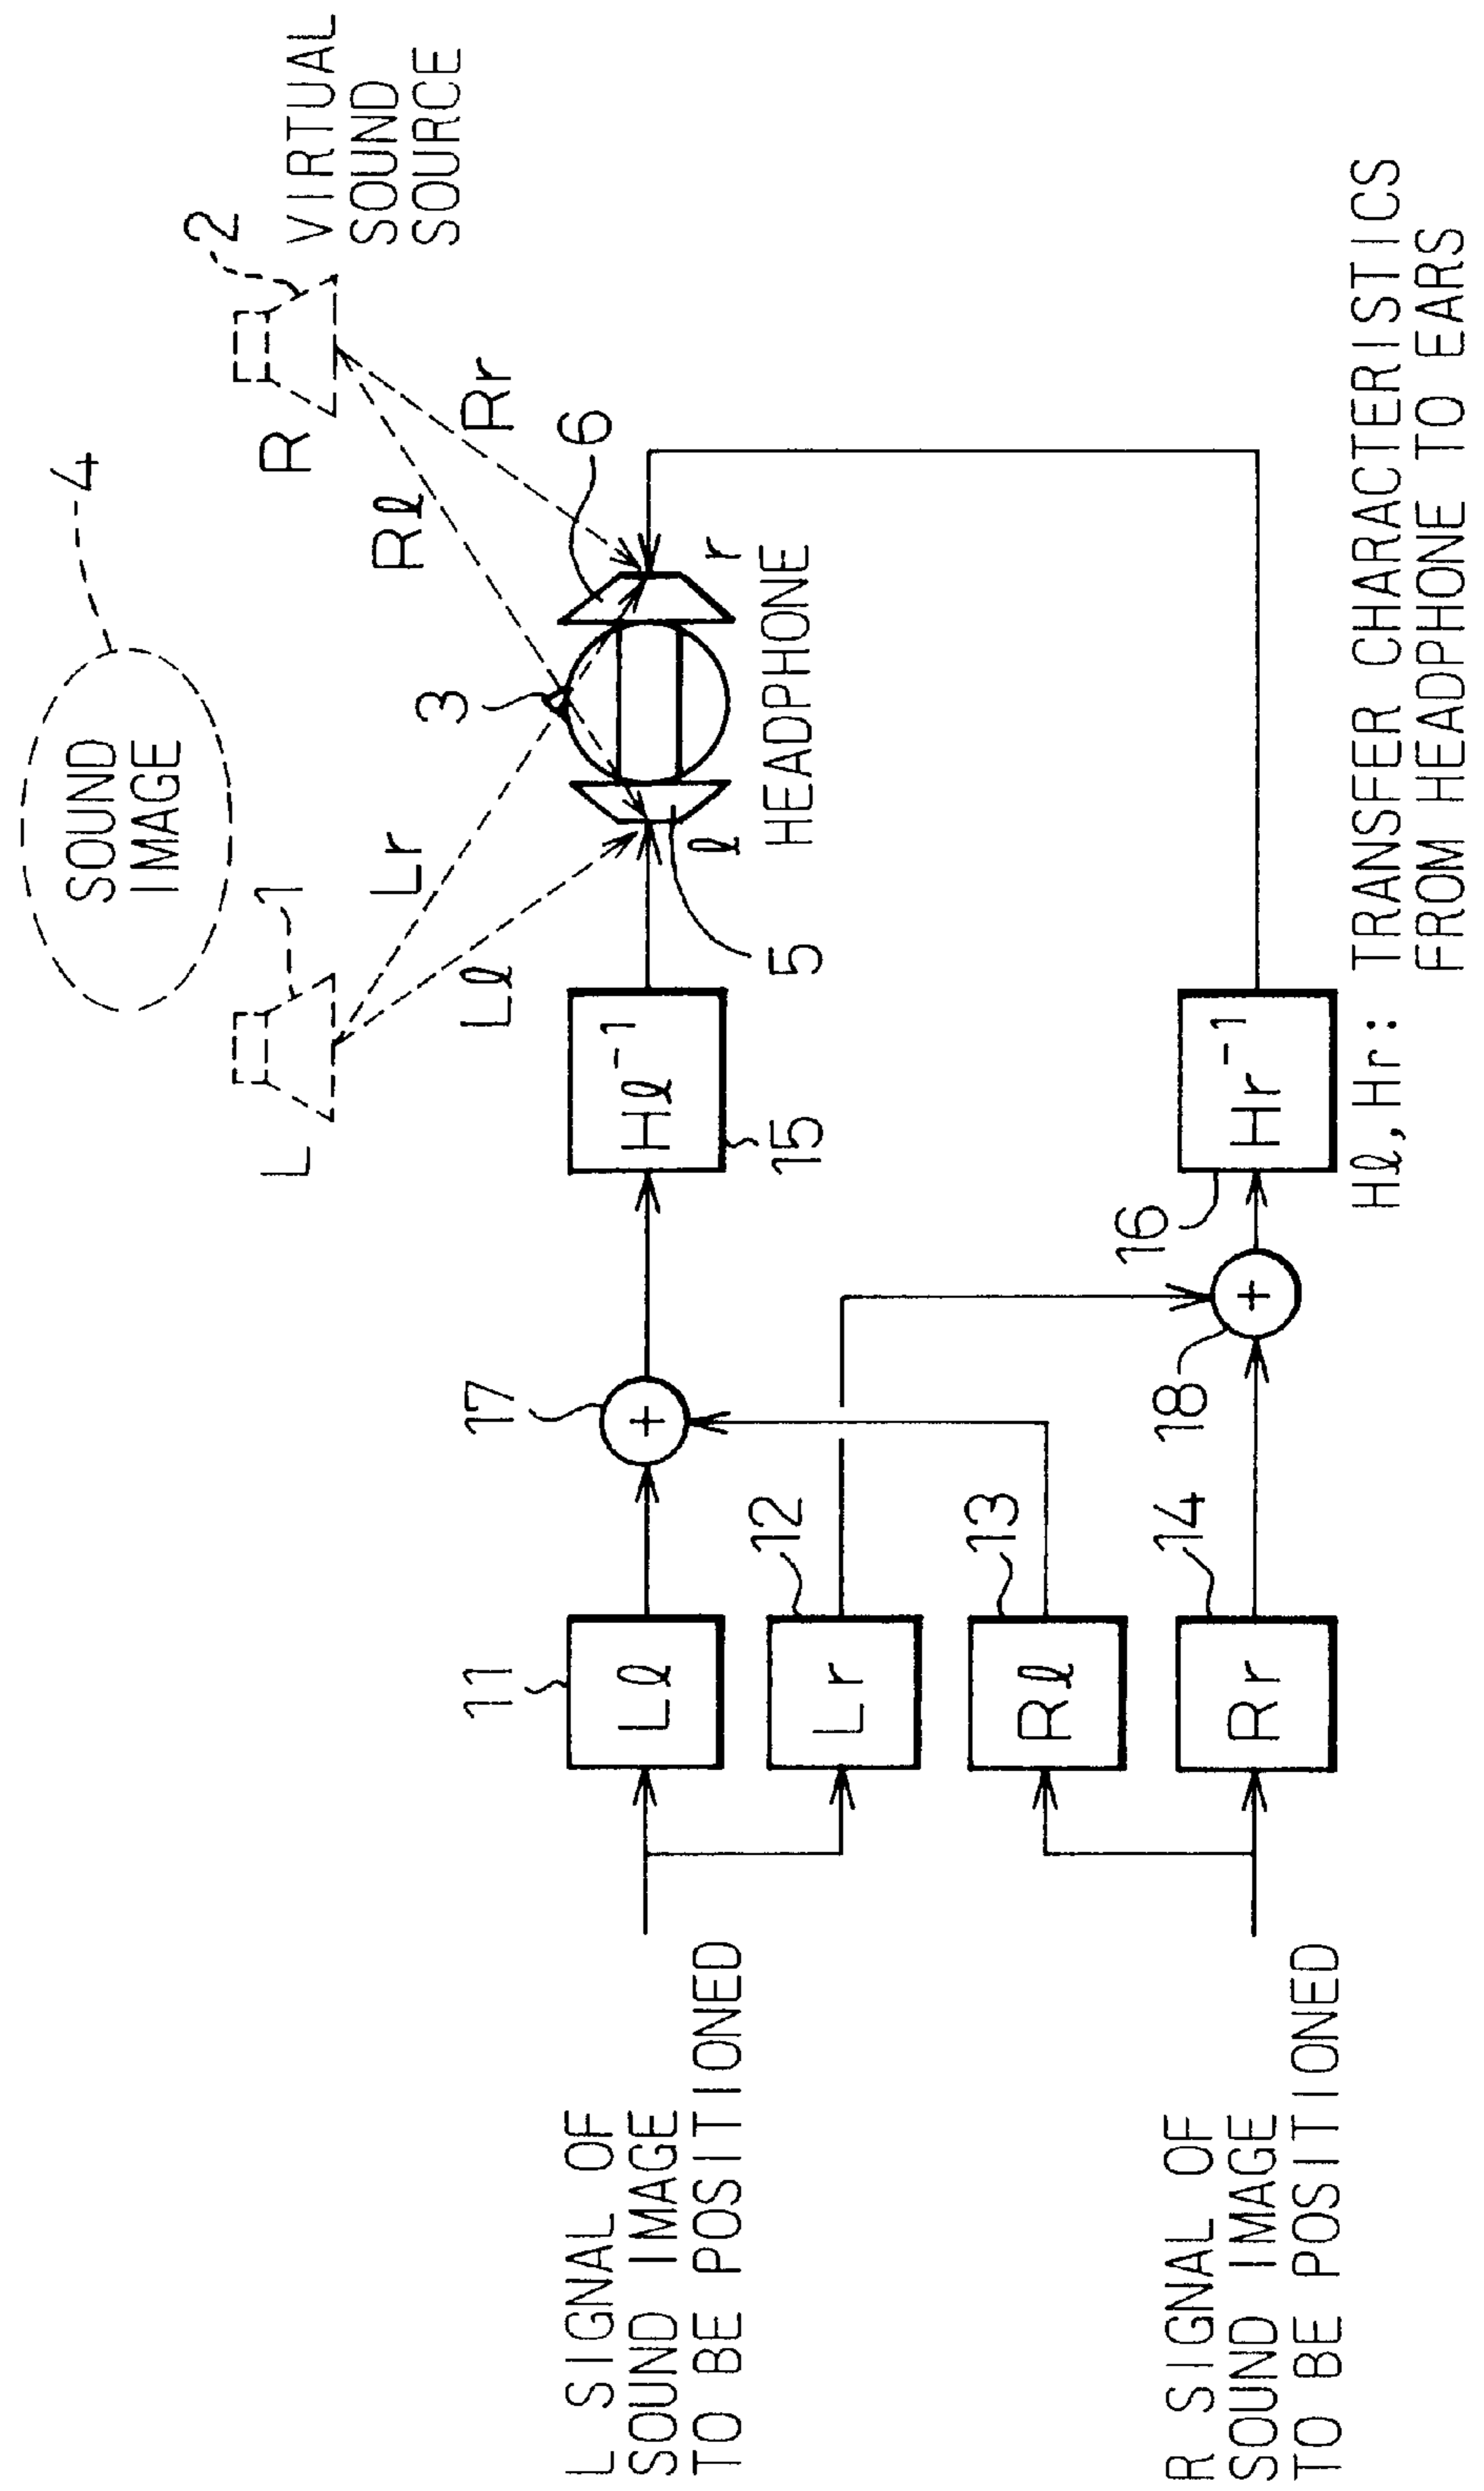 SOUND
IMAGE
4
L
1
R
2
VIRTUAL
SOUND
SOURCE
Lℓ
Lr
Rℓ
Rr
3
6
5
ℓ
r
HEADPHONE
L SIGNAL OF
SOUND IMAGE
TO BE POSITIONED
11
Lℓ
17
+
Hℓ⁻¹
15
12
Lr
13
Rℓ
R SIGNAL OF
SOUND IMAGE
TO BE POSITIONED
14
Rr
18
+
16
Hr⁻¹
Hℓ,Hr: TRANSFER CHARACTERISTICS
FROM HEADPHONE TO EARS